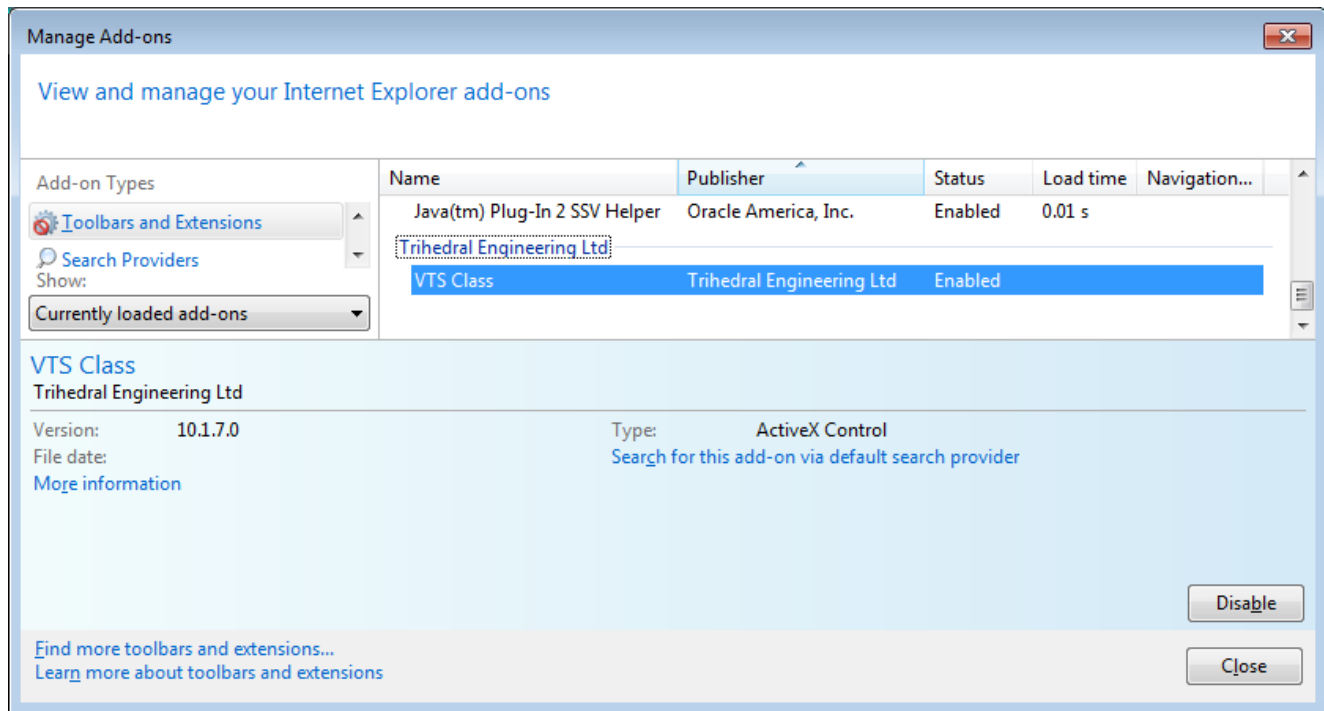 Manage Add-ons
View and manage your Internet Explorer add-ons
Add-on Types
Toolbars and Extensions
Search Providers
Show:
Currently loaded add-ons
Name Publisher Status Load time Navigation...
Java(tm) Plug-In 2 SSV Helper Oracle America, Inc. Enabled 0.01 s
Trihedral Engineering Ltd
VTS Class Trihedral Engineering Ltd Enabled
VTS Class
Trihedral Engineering Ltd
Version: 10.1.7.0 Type: ActiveX Control
File date: Search for this add-on via default search provider
More information
Disable
Find more toolbars and extensions...
Learn more about toolbars and extensions
Close